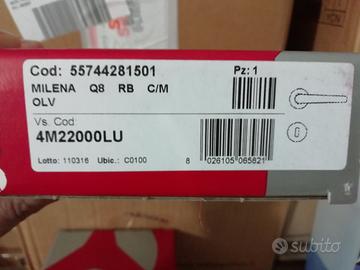 Cod: 55744281501
Pz: 1
MILENA Q8 RB C/M
OLV
Vs. Cod:
4M22000LU
Lotto: 110316 Ubic.: C0100
8 026105 065821
G
subito